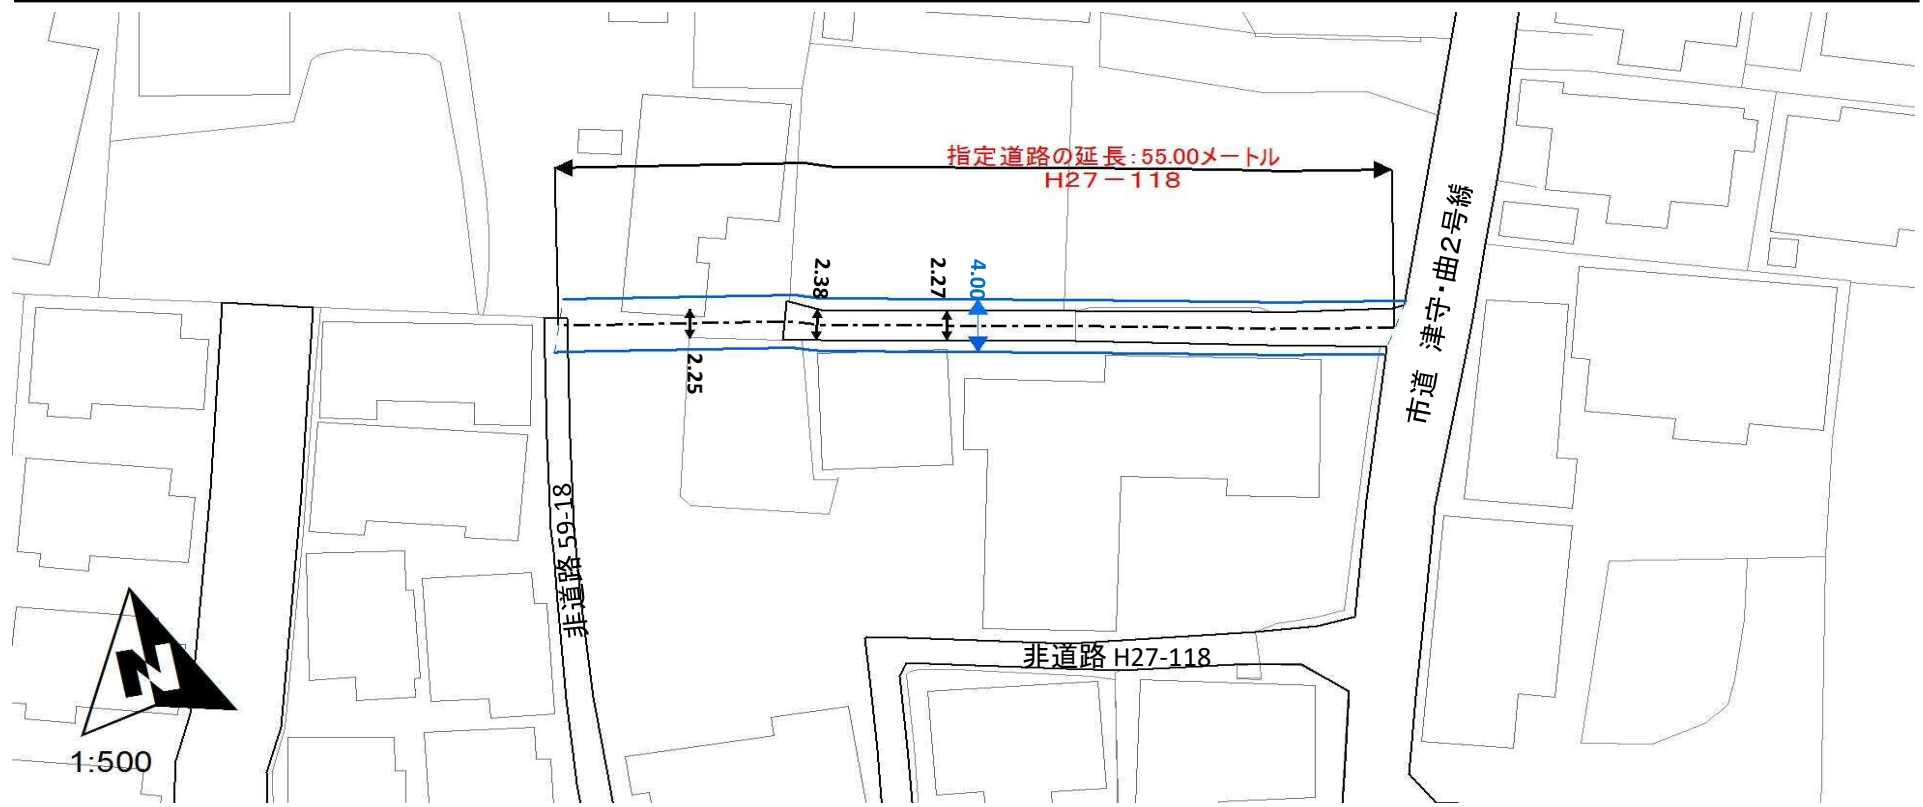 指定道路の延長:55.00メートル
H27－118
2.38
2.27
4.00
2.25
市道 津守・曲2号線
非道路 59-18
非道路 H27-118
N
1:500